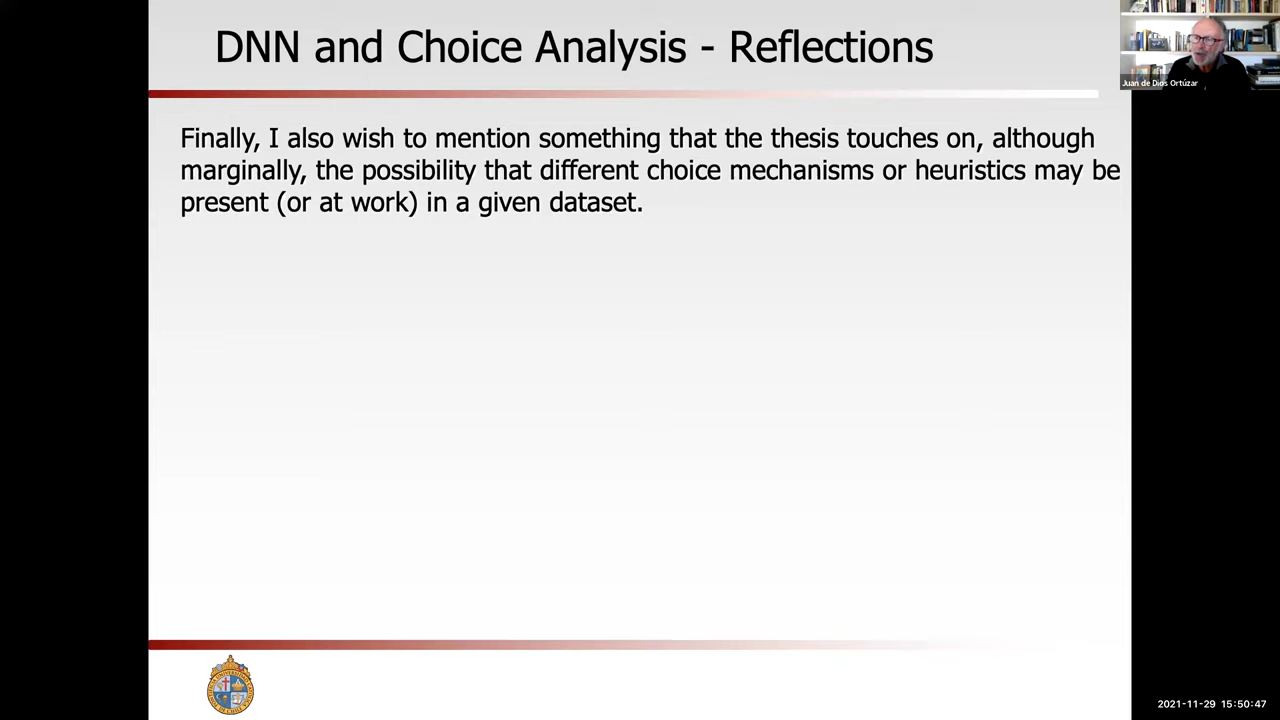 DNN and Choice Analysis - Reflections
Juan de Dios Ortúzar
Finally, I also wish to mention something that the thesis touches on, although
marginally, the possibility that different choice mechanisms or heuristics may be
present (or at work) in a given dataset.
2021-11-29 15:50:47